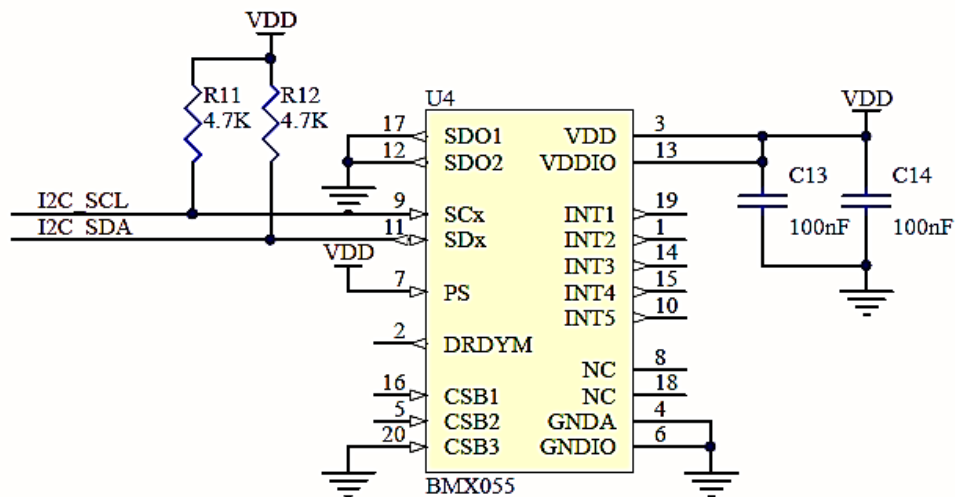 VDD
R11
4.7K
R12
4.7K
I2C_SCL
I2C_SDA
VDD
U4
17 SDO1
12 SDO2
9 SCx
11 SDx
7 PS
2 DRDYM
16 CSB1
5 CSB2
20 CSB3
VDD 3
VDDIO 13
INT1 19
INT2 1
INT3 14
INT4 15
INT5 10
NC 8
NC 18
GNDA 4
GNDIO 6
BMX055
VDD
C13
100nF
C14
100nF